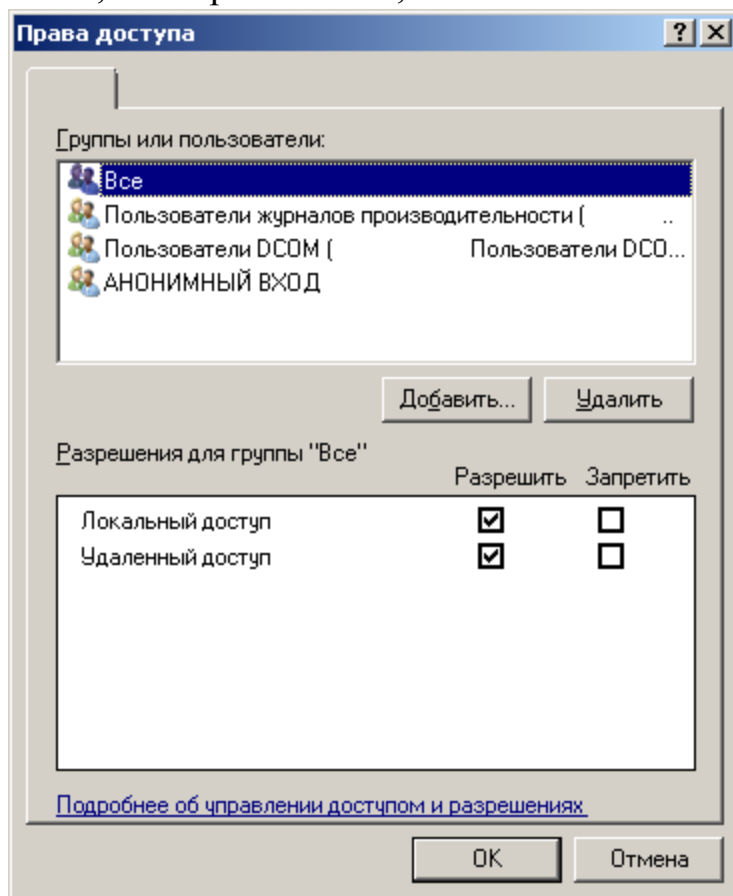 Права доступа
Группы или пользователи:
Все
Пользователи журналов производительности ( ..
Пользователи DCOM ( Пользователи DCO...
АНОНИМНЫЙ ВХОД
Добавить... Удалить
Разрешения для группы "Все"
Разрешить Запретить
Локальный доступ
Удаленный доступ
Подробнее об управлении доступом и разрешениях
OK Отмена